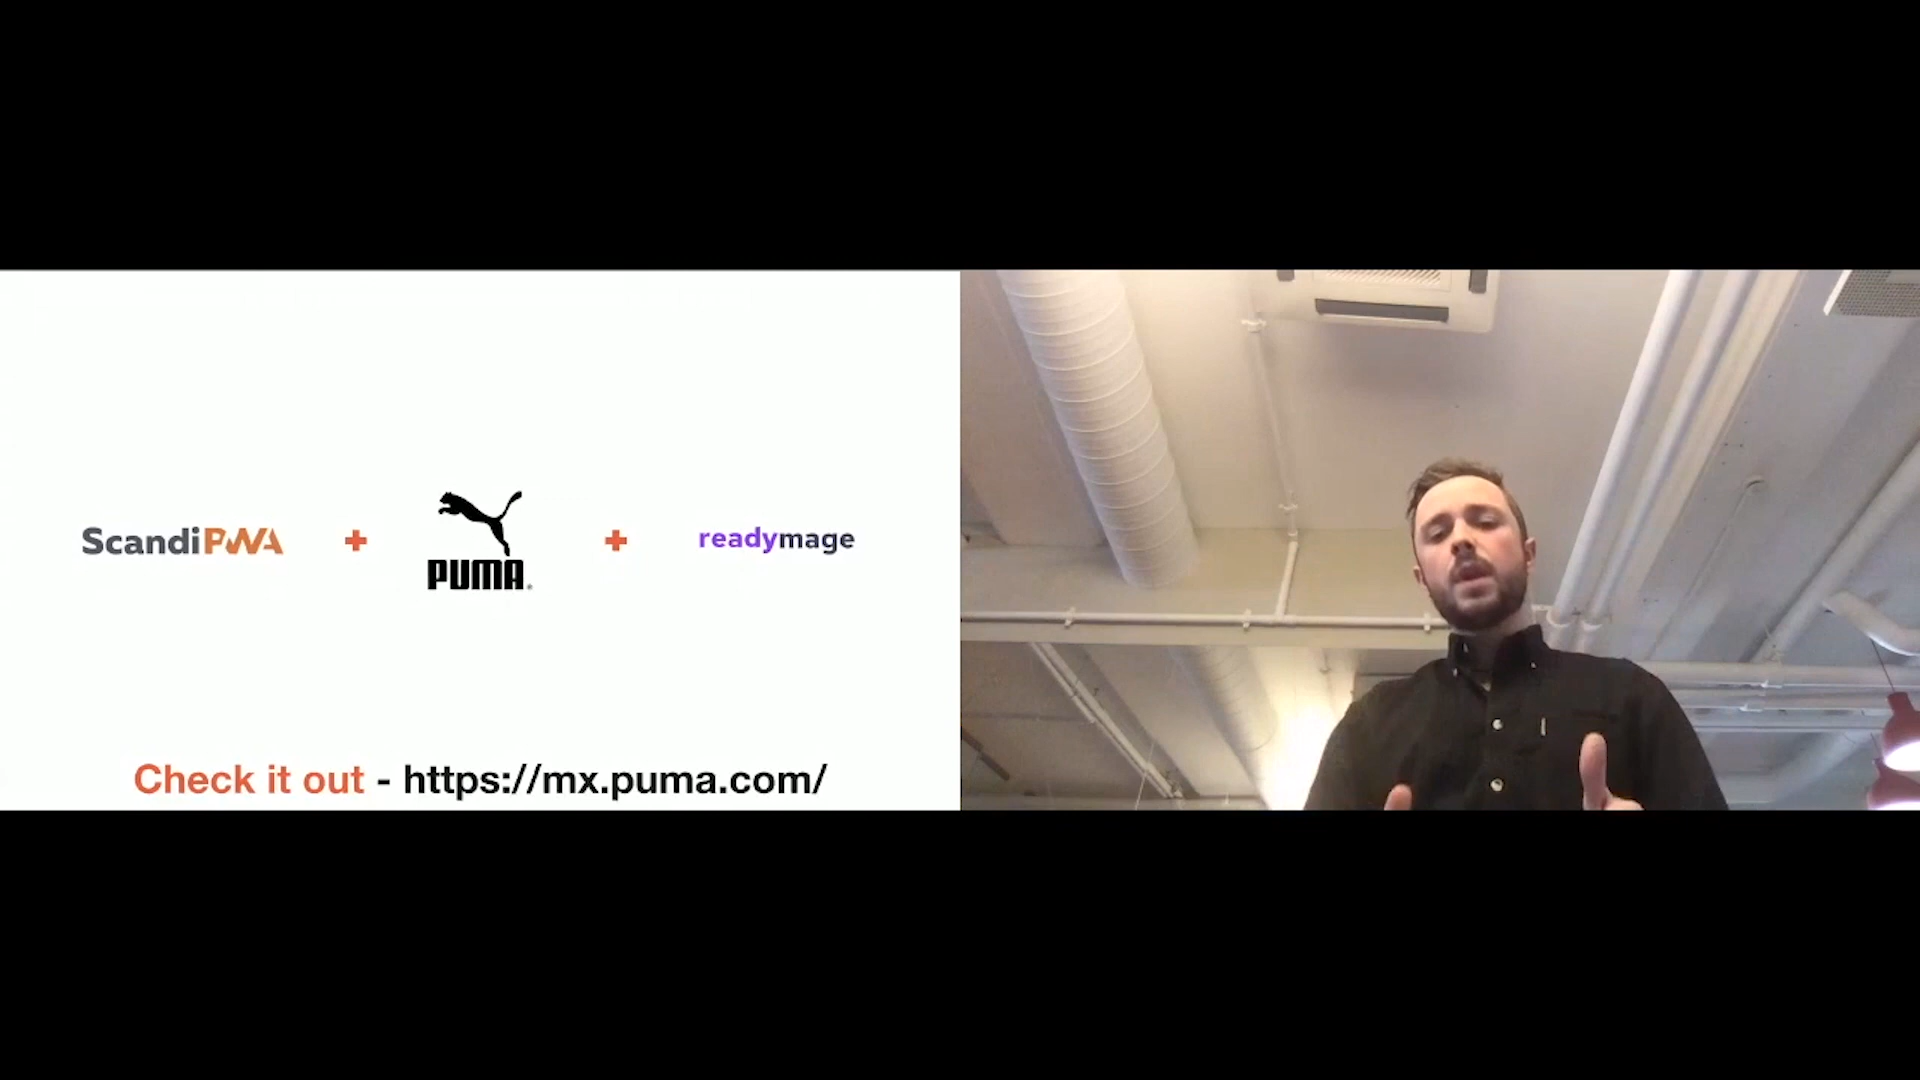 ScandiPWA + PUMA + readymage
Check it out - https://mx.puma.com/